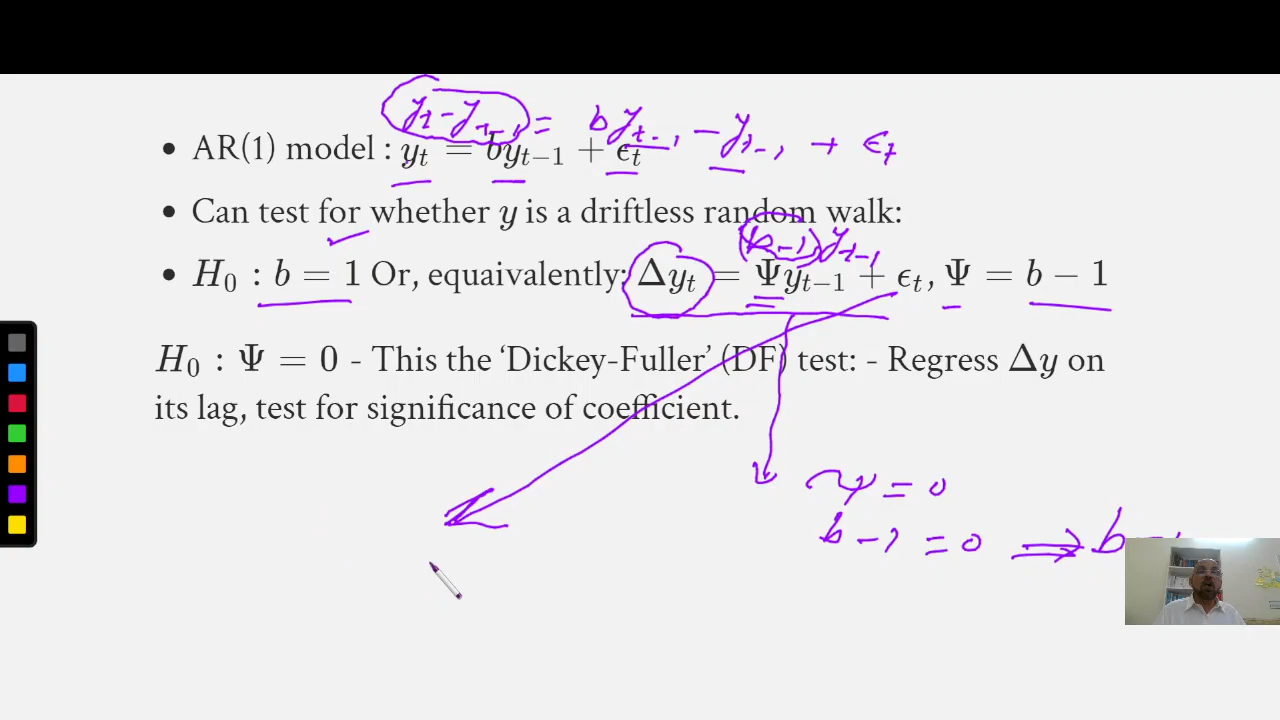 y_t - y_{t-1} = by_{t-1} - y_{t-1} + ϵ_t
• AR(1) model : y_t = by_{t-1} + ϵ_t
• Can test for whether y is a driftless random walk:
(b-1) y_{t-1}
• H_0 : b = 1 Or, equaivalently; Δy_t = Ψy_{t-1} + ϵ_t, Ψ = b − 1
H_0 : Ψ = 0 - This the ‘Dickey-Fuller’ (DF) test: - Regress Δy on
its lag, test for significance of coefficient.
ψ = 0
b - 1 = 0 ⇒ b